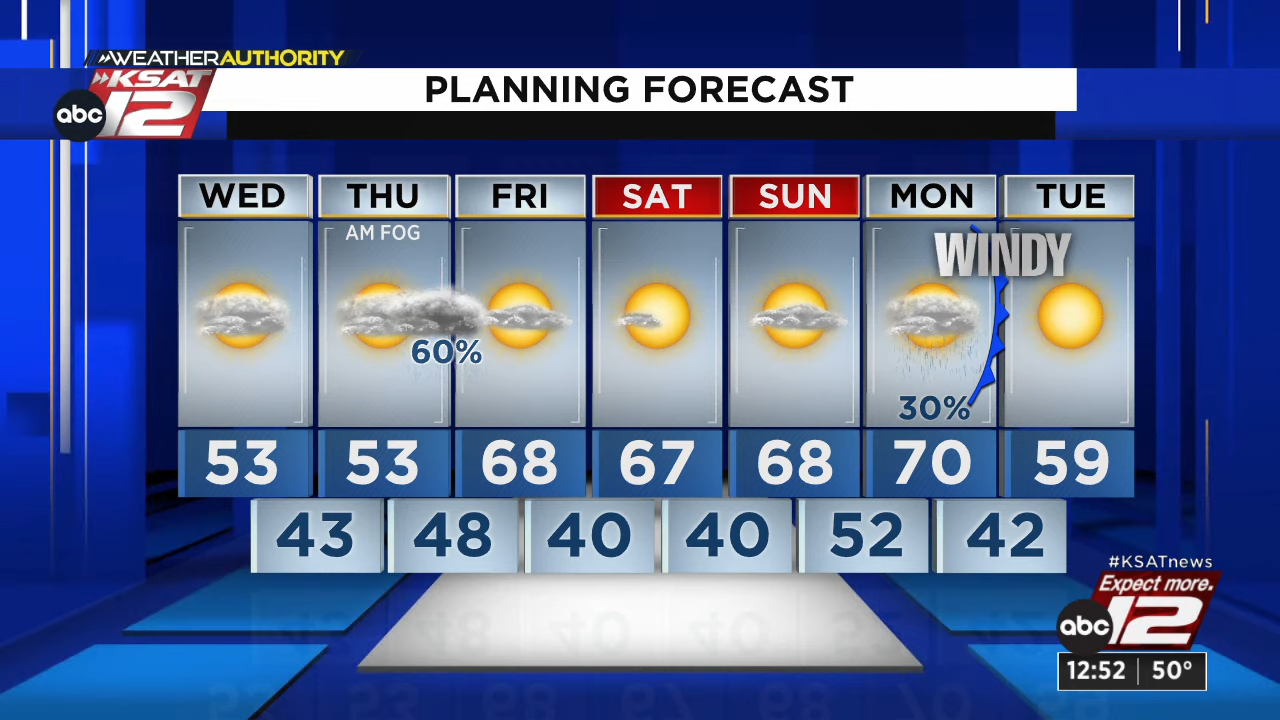 WEATHERAUTHORITY
KSAT
abc 12
PLANNING FORECAST
WED THU FRI SAT SUN MON TUE
AM FOG
WINDY
60%
30%
53 53 68 67 68 70 59
43 48 40 40 52 42
#KSATnews
Expect more.
abc 12
12:52 50°